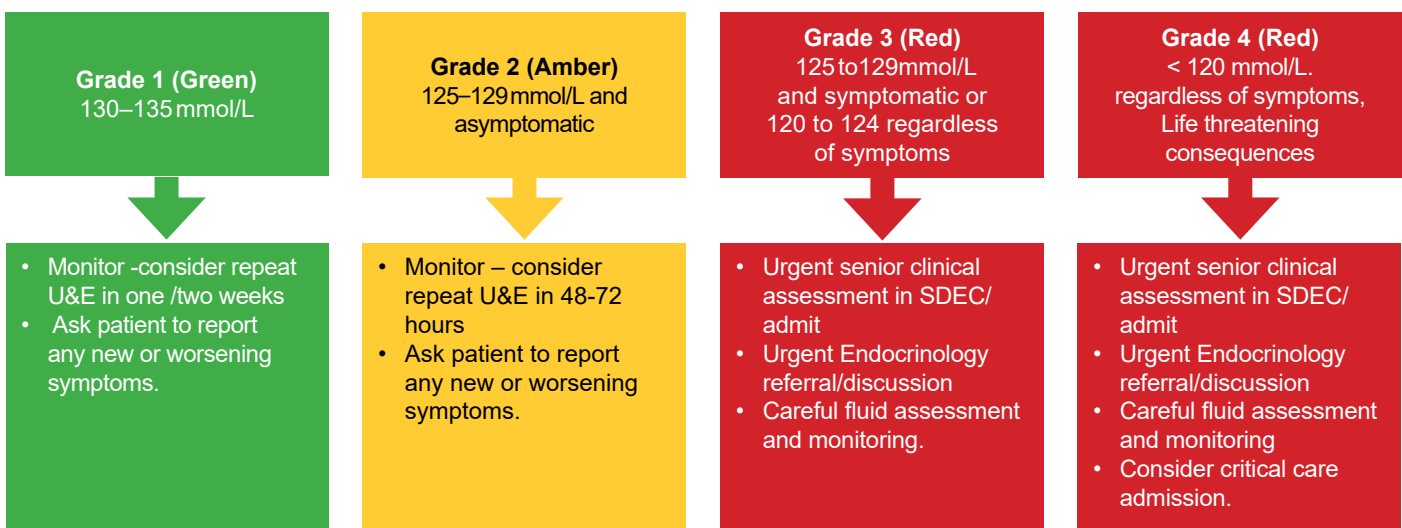 Grade 1 (Green)
130–135 mmol/L
Grade 2 (Amber)
125–129 mmol/L and
asymptomatic
Grade 3 (Red)
125 to129mmol/L
and symptomatic or
120 to 124 regardless
of symptoms
Grade 4 (Red)
< 120 mmol/L.
regardless of symptoms,
Life threatening
consequences
• Monitor -consider repeat
U&E in one /two weeks
• Ask patient to report
any new or worsening
symptoms.
• Monitor – consider
repeat U&E in 48-72
hours
• Ask patient to report
any new or worsening
symptoms.
• Urgent senior clinical
assessment in SDEC/
admit
• Urgent Endocrinology
referral/discussion
• Careful fluid assessment
and monitoring.
• Urgent senior clinical
assessment in SDEC/
admit
• Urgent Endocrinology
referral/discussion
• Careful fluid assessment
and monitoring
• Consider critical care
admission.